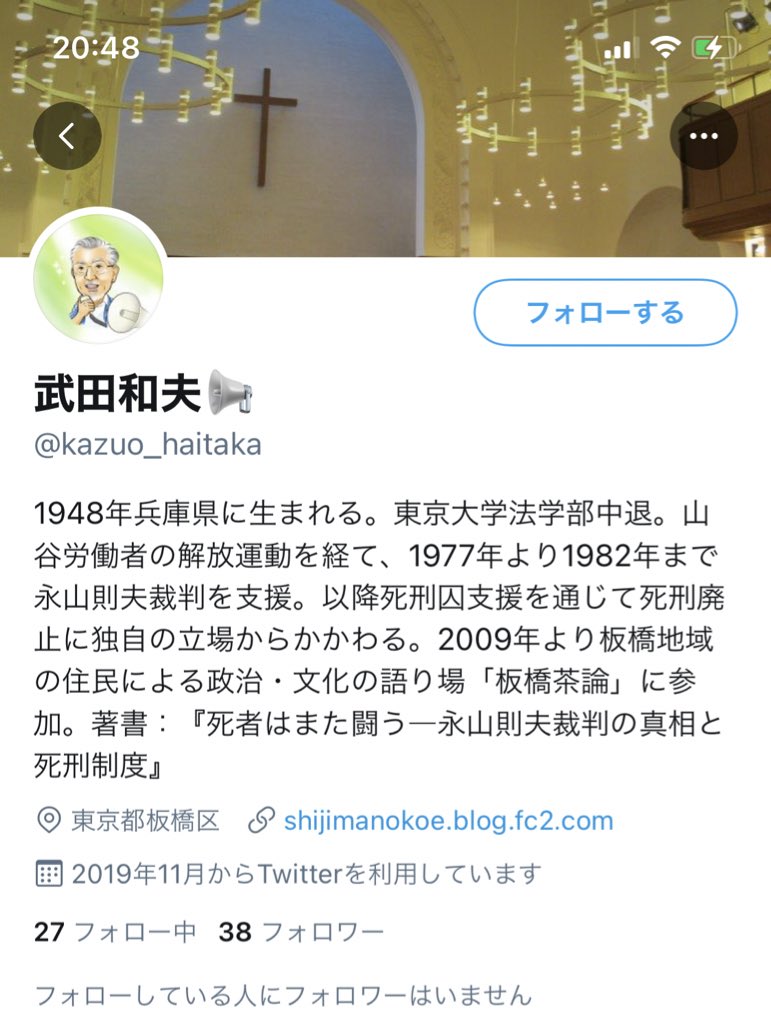 20:48
フォローする
武田和夫📢
@kazuo_haitaka
1948年兵庫県に生まれる。東京大学法学部中退。山
谷労働者の解放運動を経て、1977年より1982年まで
永山則夫裁判を支援。以降死刑囚支援を通じて死刑廃
止に独自の立場からかかわる。2009年より板橋地域
の住民による政治・文化の語り場「板橋茶論」に参
加。著書：『死者はまた闘う―永山則夫裁判の真相と
死刑制度』
東京都板橋区 shijimanokoe.blog.fc2.com
2019年11月からTwitterを利用しています
27 フォロー中 38 フォロワー
フォローしている人にフォロワーはいません